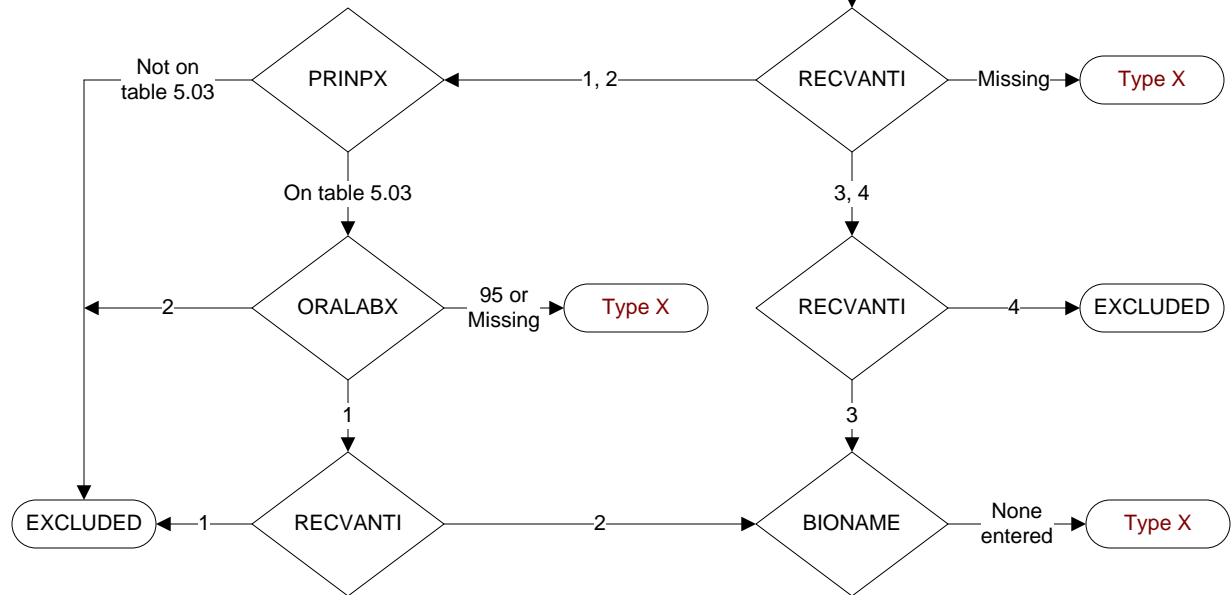 Not on
table 5.03
PRINPX
1, 2
RECVANTI
Missing
Type X
On table 5.03
3, 4
2
ORALABX
95 or
Missing
Type X
RECVANTI
4
EXCLUDED
1
3
EXCLUDED
1
RECVANTI
2
BIONAME
None
entered
Type X